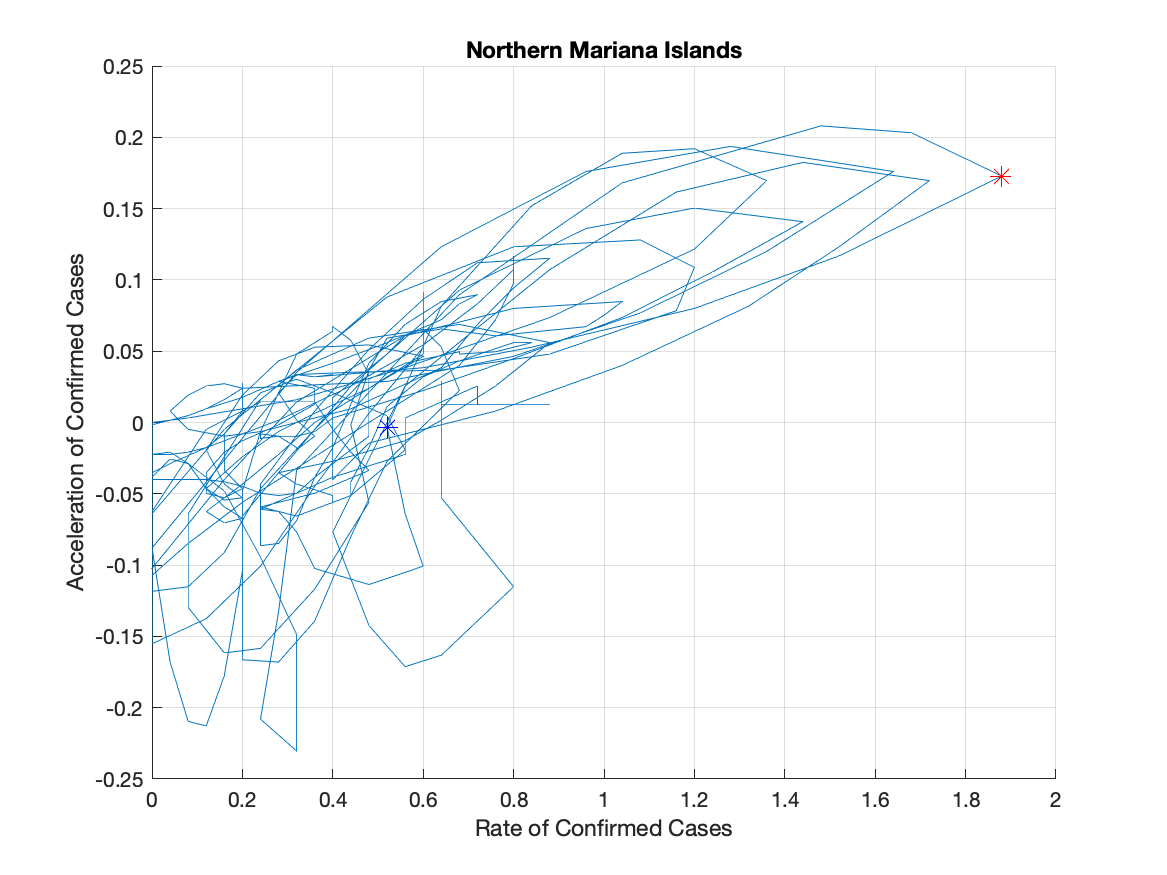 Northern Mariana Islands
0.25
0.2
0.15
0.1
0.05
0
-0.05
-0.1
-0.15
-0.2
-0.25
Acceleration of Confirmed Cases
0 0.2 0.4 0.6 0.8 1 1.2 1.4 1.6 1.8 2
Rate of Confirmed Cases